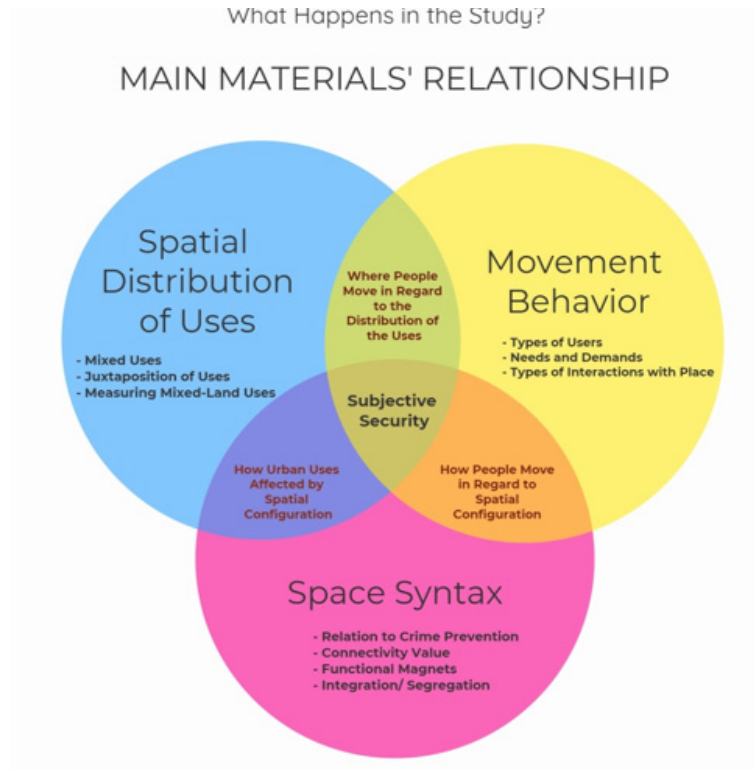 What Happens in the Study?
MAIN MATERIALS' RELATIONSHIP
Spatial
Distribution
of Uses
- Mixed Uses
- Juxtaposition of Uses
- Measuring Mixed-Land Uses
Where People
Move in Regard
to the
Distribution of
the Uses
Movement
Behavior
- Types of Users
- Needs and Demands
- Types of Interactions with Place
Subjective
Security
How Urban Uses
Affected by
Spatial
Configuration
How People Move
in Regard to
Spatial
Configuration
Space Syntax
- Relation to Crime Prevention
- Connectivity Value
- Functional Magnets
- Integration/ Segregation